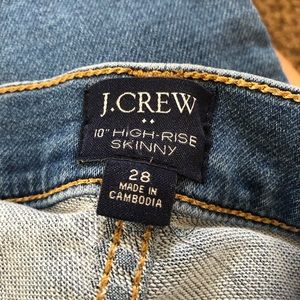 J.CREW
10" HIGH-RISE
SKINNY
28
MADE IN
CAMBODIA